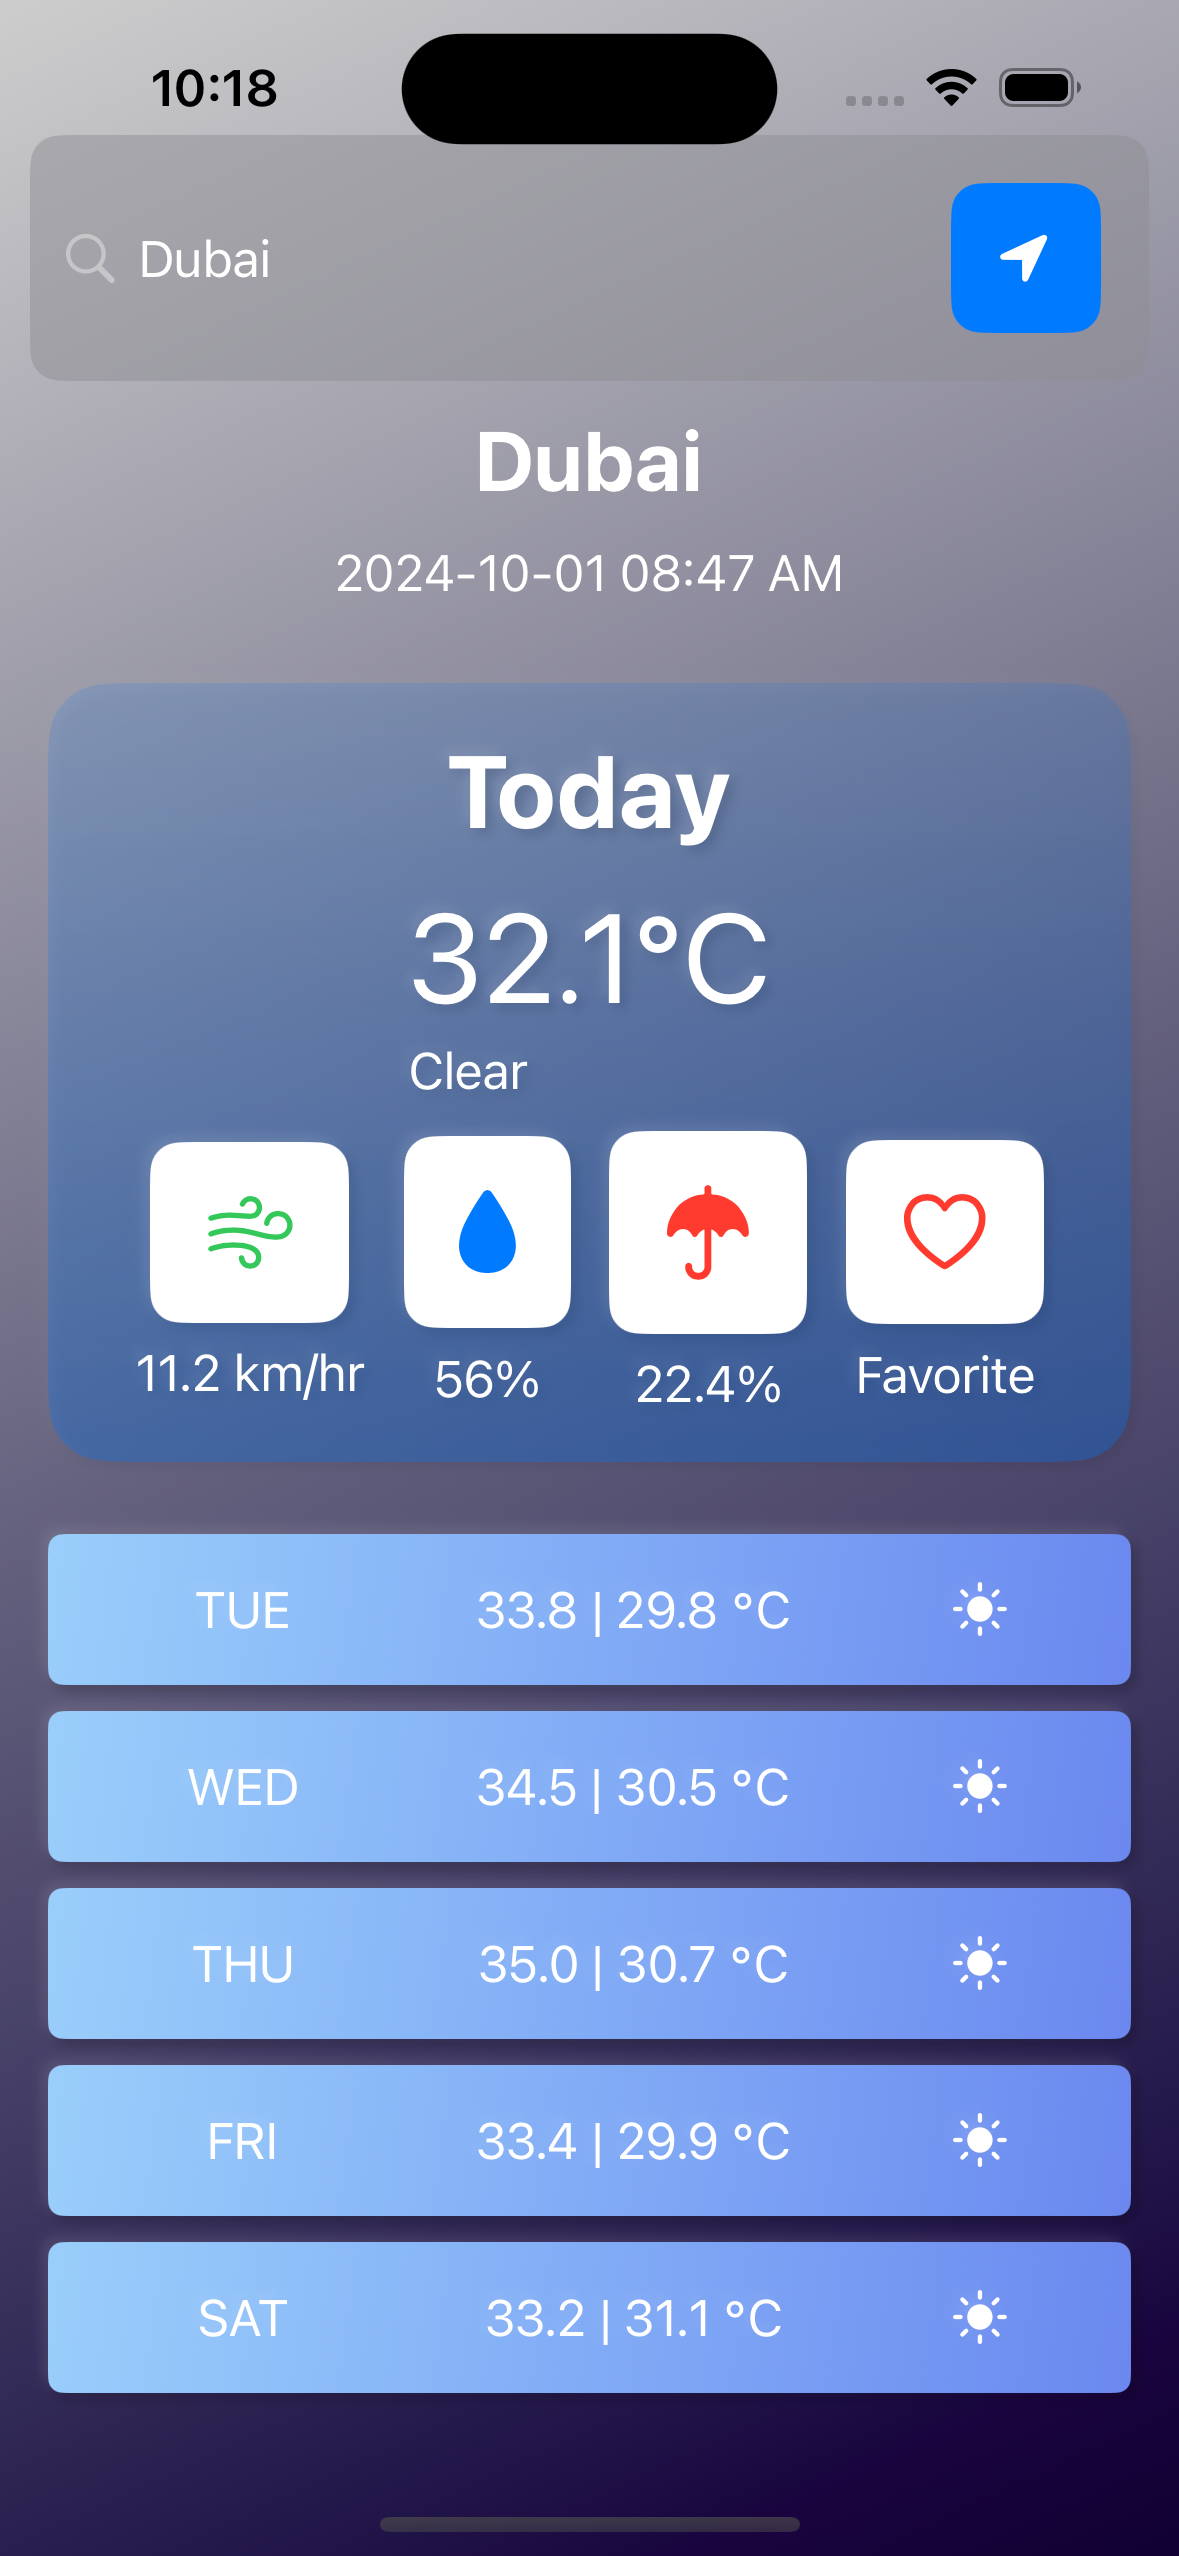 10:18
Dubai
Dubai
2024-10-01 08:47 AM
Today
32.1°C
Clear
11.2 km/hr 56% 22.4% Favorite
TUE 33.8 | 29.8 °C
WED 34.5 | 30.5 °C
THU 35.0 | 30.7 °C
FRI 33.4 | 29.9 °C
SAT 33.2 | 31.1 °C